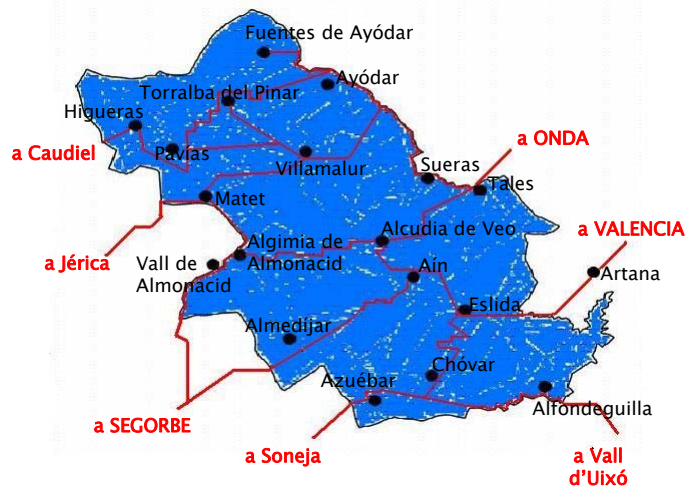 Fuentes de Ayódar
Ayódar
Torralba del Pinar
Higueras
a ONDA
a Caudiel
Pavías
Villamalur
Sueras
Tales
Matet
a VALENCIA
Alcudia de Veo
Algimia de
Almonacid
a Jérica
Vall de
Almonacid
Aín
Artana
Eslida
Almedíjar
Chóvar
Azuébar
Alfondeguilla
a SEGORBE
a Soneja
a Vall
d’Uixó